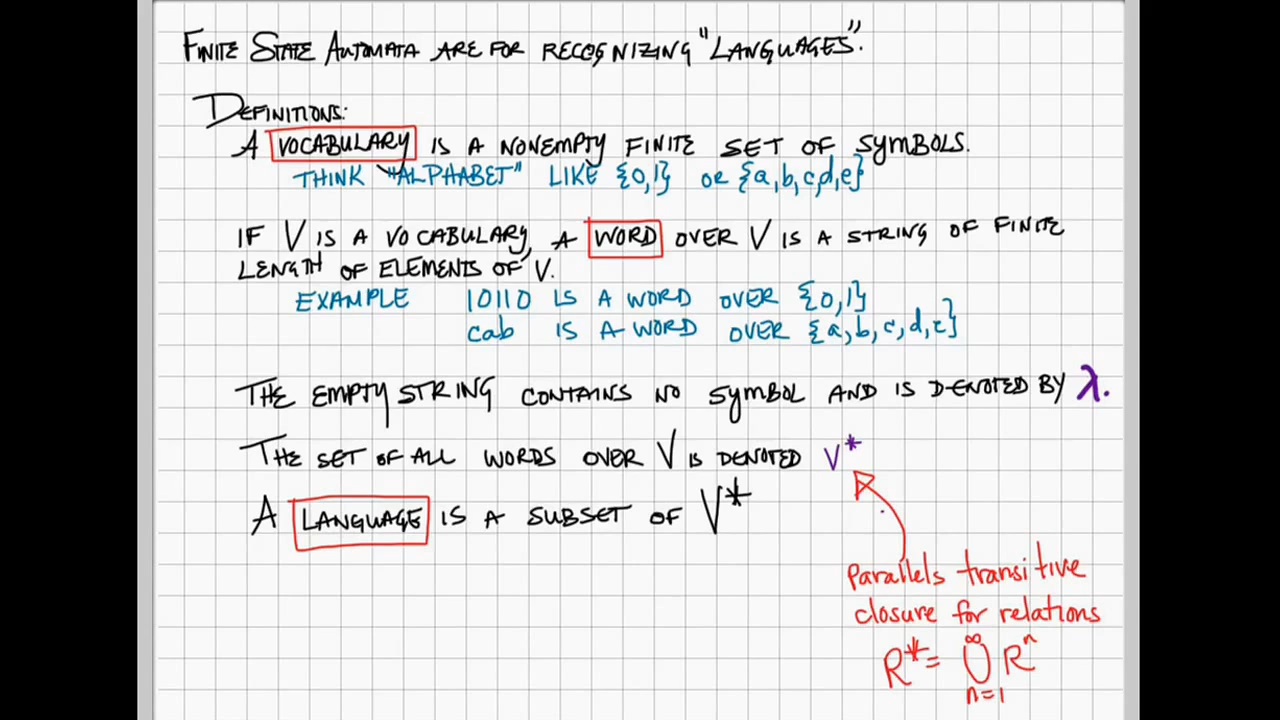 FINITE STATE AUTOMATA ARE FOR RECOGNIZING "LANGUAGES".
DEFINITIONS:
A VOCABULARY IS A NONEMPTY FINITE SET OF SYMBOLS.
THINK "ALPHABET" LIKE {0,1} OR {a,b,c,d,e}
IF V IS A VOCABULARY, A WORD OVER V IS A STRING OF FINITE
LENGTH OF ELEMENTS OF V.
EXAMPLE 10110 IS A WORD OVER {0,1}
cab IS A WORD OVER {a,b,c,d,e}
THE EMPTY STRING CONTAINS NO SYMBOL AND IS DENOTED BY λ.
THE SET OF ALL WORDS OVER V IS DENOTED V*
A LANGUAGE IS A SUBSET OF V*
Parallels transitive
closure for relations
R* = ∞⋃n=1 Rⁿ